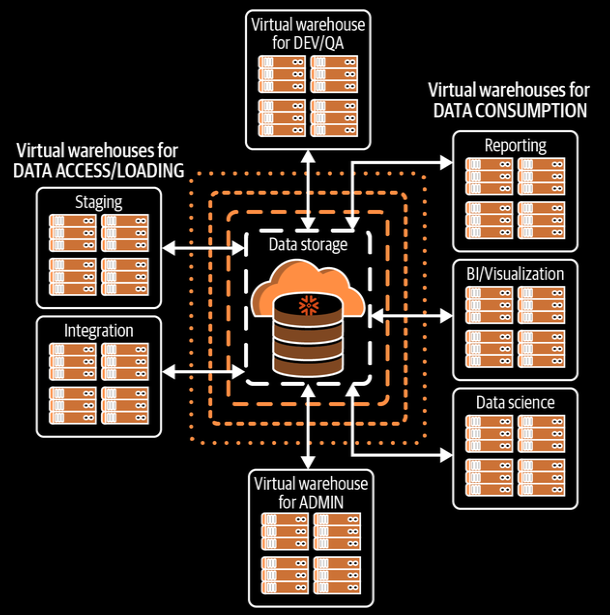 Virtual warehouse
for DEV/QA
Virtual warehouses for
DATA CONSUMPTION
Virtual warehouses for
DATA ACCESS/LOADING
Reporting
Staging
Data storage
BI/Visualization
Integration
Data science
Virtual warehouse
for ADMIN